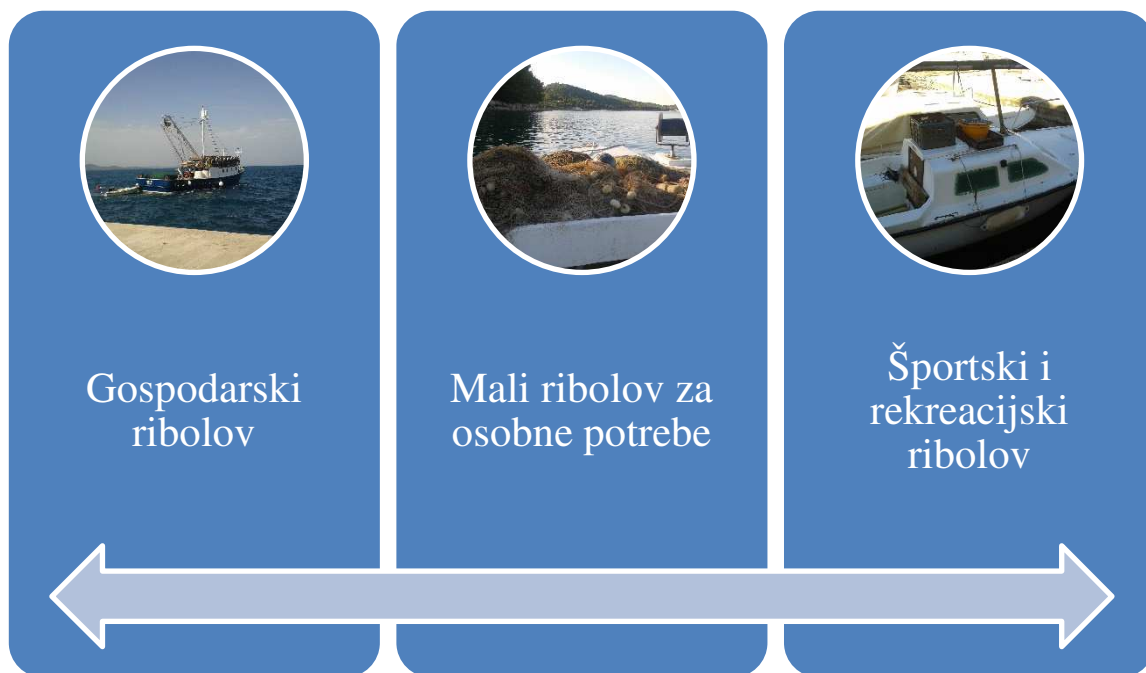 Gospodarski
ribolov
Mali ribolov za
osobne potrebe
Športski i
rekreacijski
ribolov